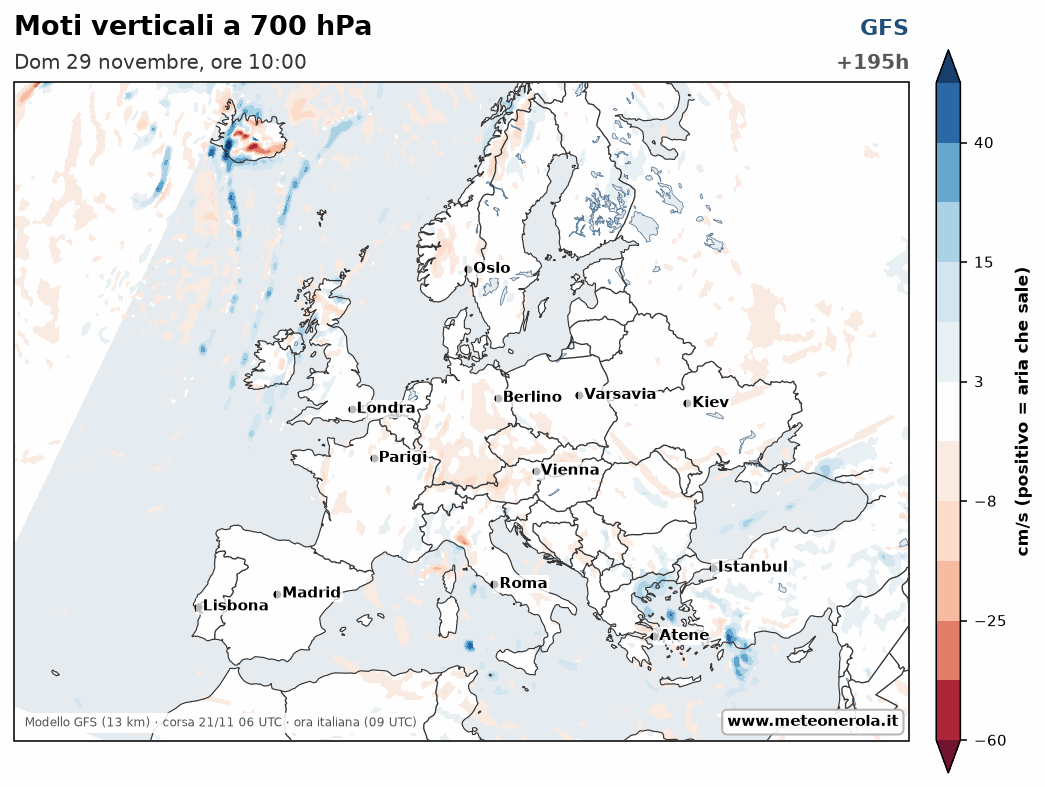 Moti verticali a 700 hPa
GFS
Dom 29 novembre, ore 10:00
+195h
40
15
3
−8
−25
−60
cm/s (positivo = aria che sale)
Oslo
Berlino
Varsavia
Kiev
Londra
Parigi
Vienna
Istanbul
Roma
Madrid
Lisbona
Atene
Modello GFS (13 km) · corsa 21/11 06 UTC · ora italiana (09 UTC)
www.meteonerola.it